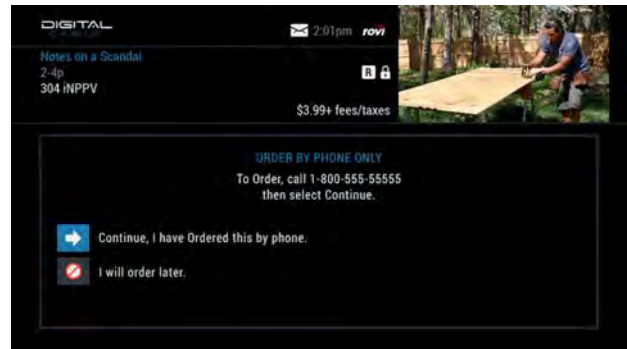 DIGITAL
2:01pm rovi
Notes on a Scandal
2-4p
R
304 iNPPV
$3.99+ fees/taxes
ORDER BY PHONE ONLY
To Order, call 1-800-555-55555
then select Continue.
Continue, I have Ordered this by phone.
I will order later.